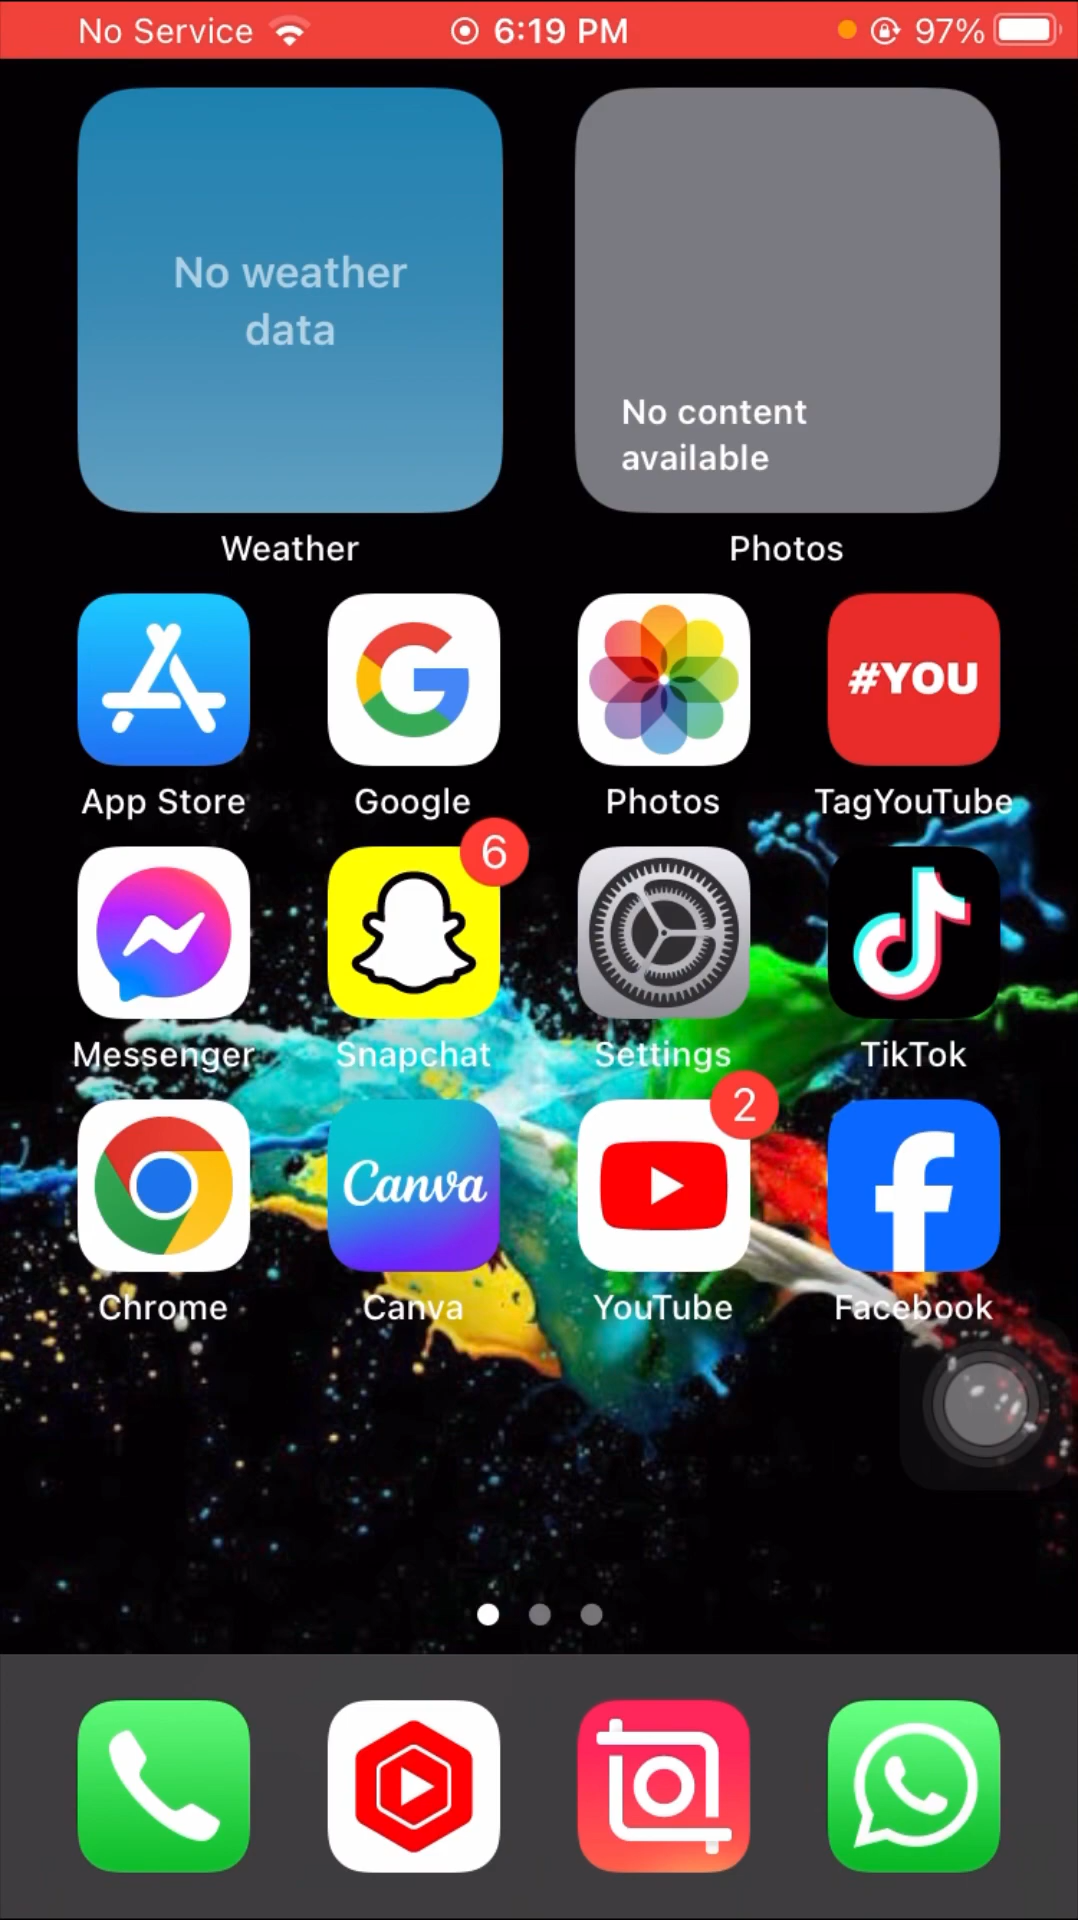 No Service 6:19 PM 97%
No weather
data
No content
available
Weather Photos
#YOU
App Store Google Photos TagYouTube
6
Messenger Snapchat Settings TikTok
2
Canva
Chrome Canva YouTube Facebook